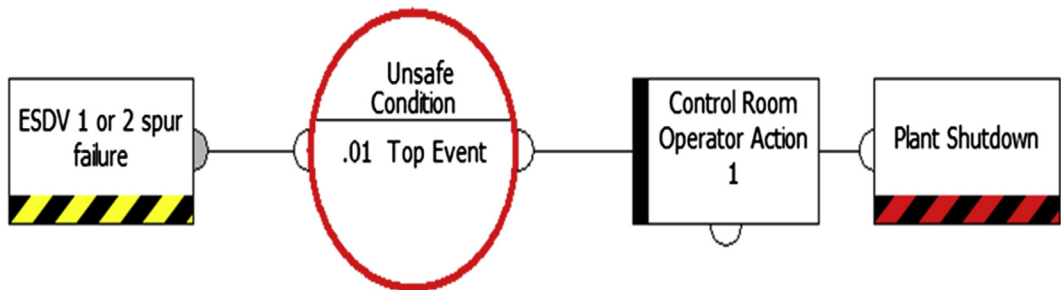 ESDV 1 or 2 spur
failure
Unsafe
Condition
.01 Top Event
Control Room
Operator Action
1
Plant Shutdown